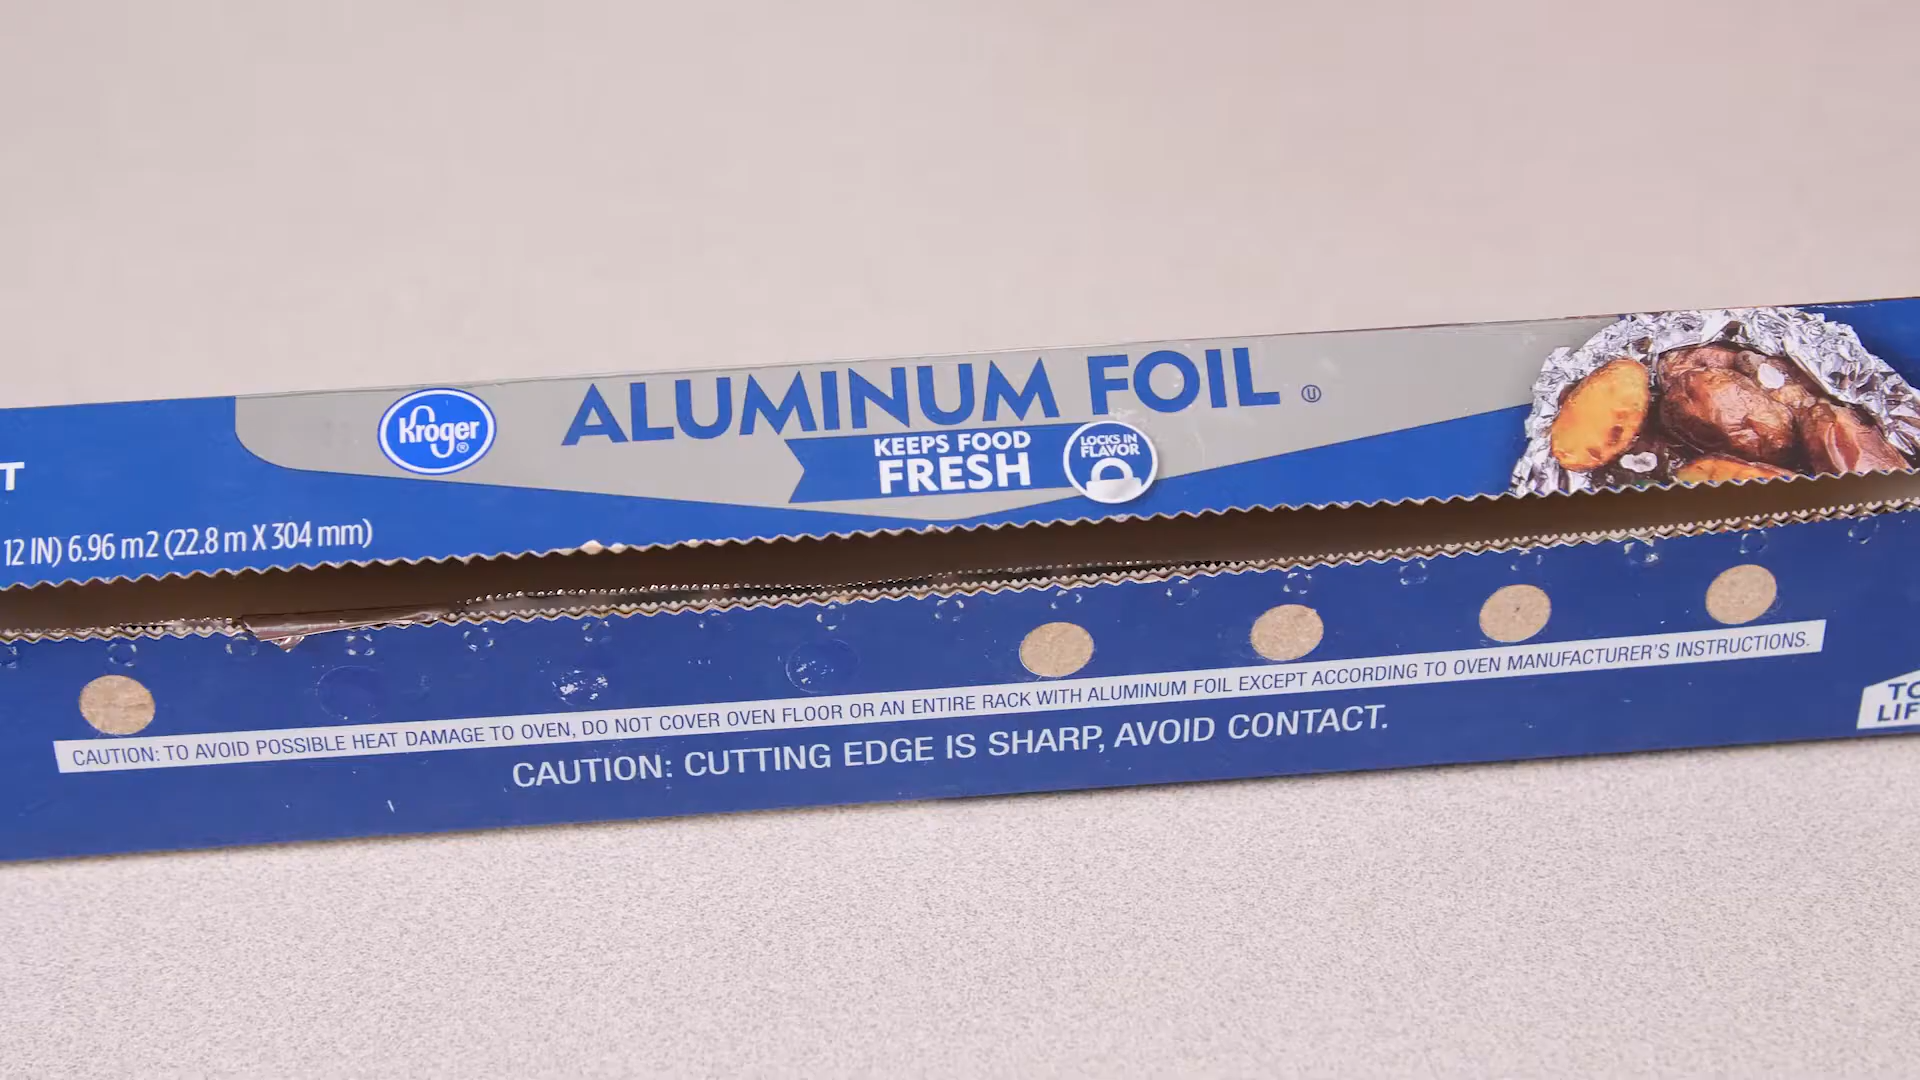 Kroger®
ALUMINUM FOIL Ⓤ
KEEPS FOOD
FRESH
LOCKS IN
FLAVOR
T
12 IN) 6.96 m2 (22.8 m X 304 mm)
CAUTION: TO AVOID POSSIBLE HEAT DAMAGE TO OVEN, DO NOT COVER OVEN FLOOR OR AN ENTIRE RACK WITH ALUMINUM FOIL EXCEPT ACCORDING TO OVEN MANUFACTURER'S INSTRUCTIONS.
CAUTION: CUTTING EDGE IS SHARP, AVOID CONTACT.
TO
LIF